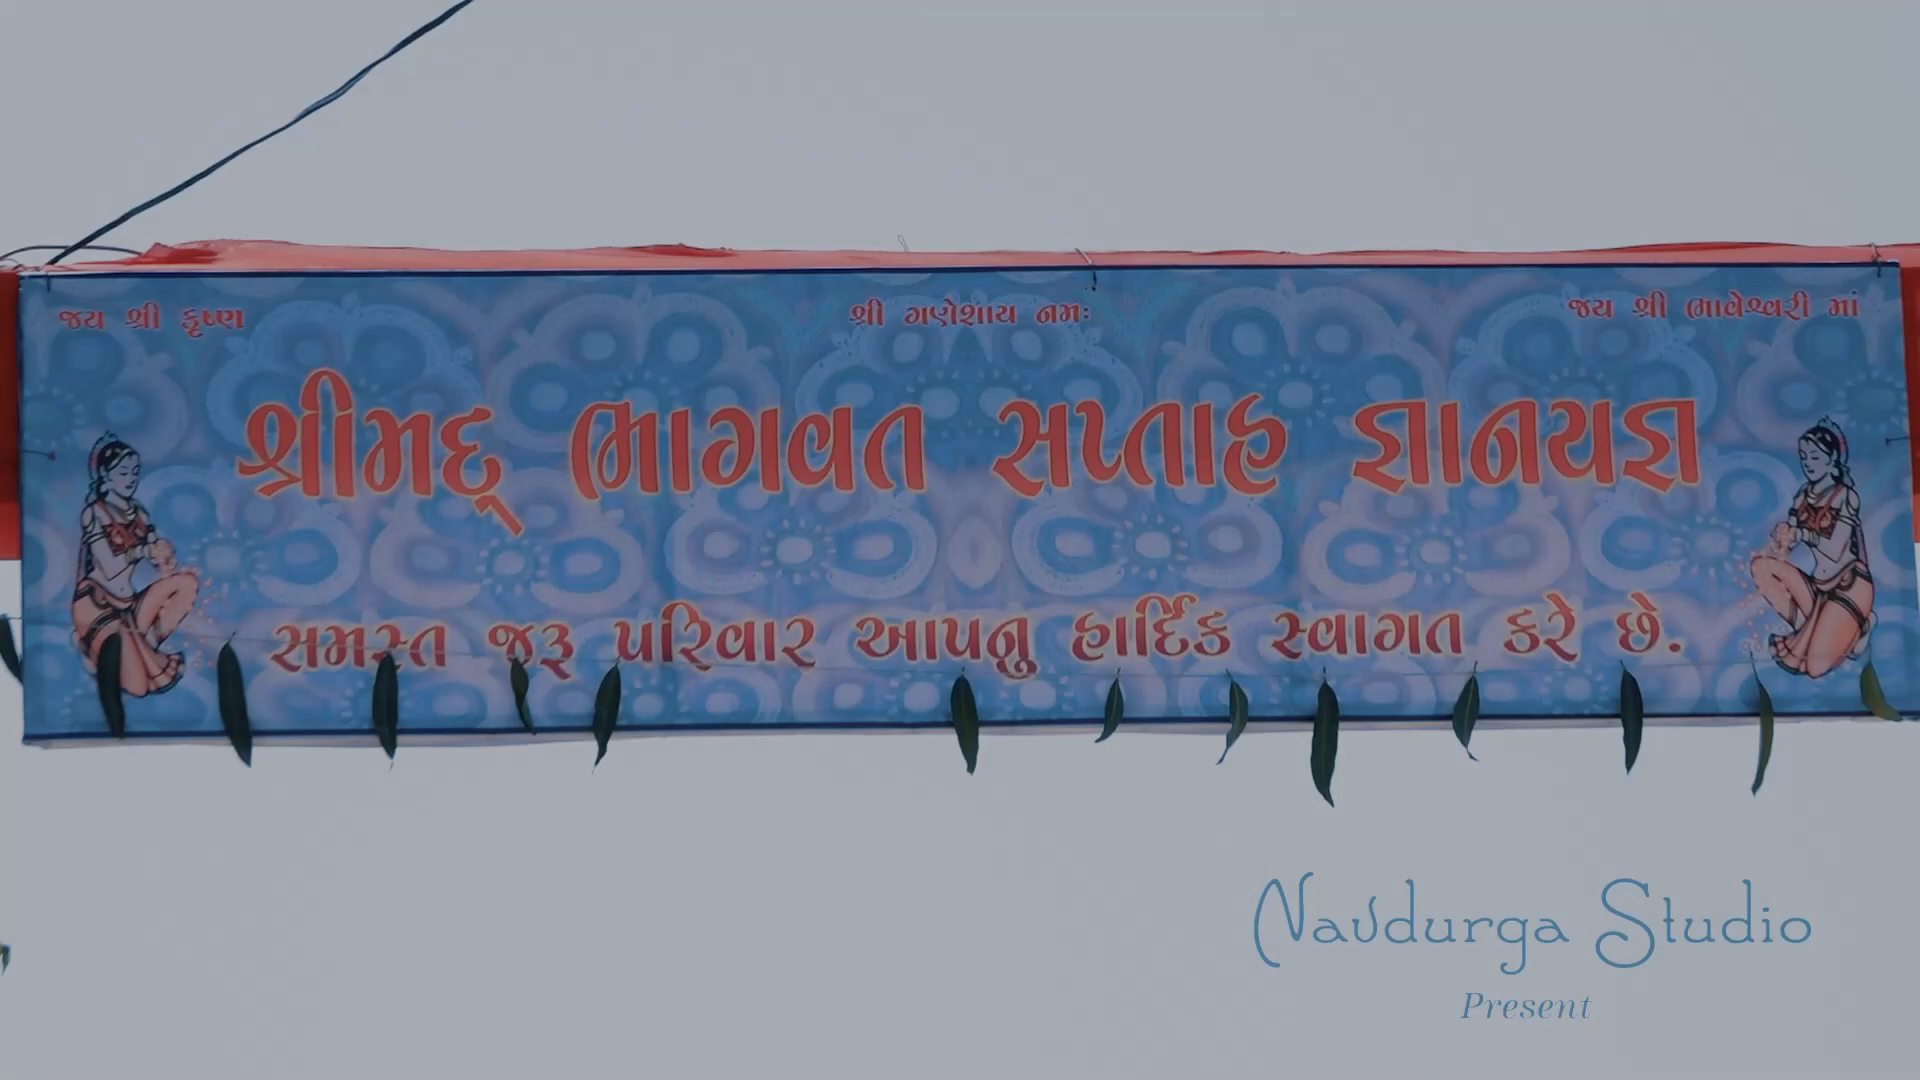 જય શ્રી કૃષ્ણ
શ્રી ગણેશાય નમઃ
જય શ્રી ભાવેશ્વરી માં
શ્રીમદ્ ભાગવત સપ્તાહ જ્ઞાનયજ્ઞ
સમસ્ત જરૂ પરિવાર આપનુ હાર્દિક સ્વાગત કરે છે.
Navdurga Studio
Present